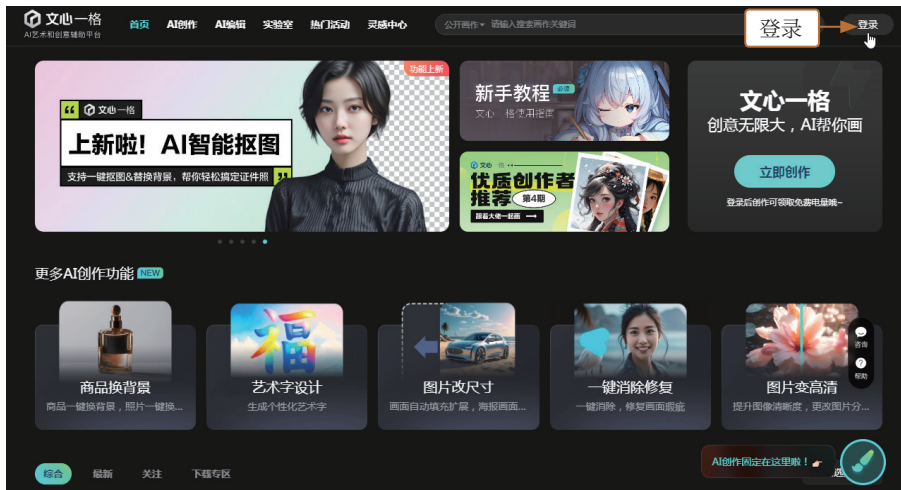 文心一格
AI艺术和创意辅助平台
首页 AI创作 AI编辑 实验室 热门活动 灵感中心
公开画作 请输入搜索画作关键词
登录
登录
功能上新
文心一格
上新啦! AI智能抠图
支持一键抠图&替换背景,帮你轻松搞定证件照
新手教程
文心一格使用指南
文心一格
优质创作者
推荐 第4期
跟着大佬一起画
文心一格
创意无限大,AI帮你画
立即创作
登录后创作可领取免费电量哦~
更多AI创作功能 NEW
商品换背景
商品一键换背景,照片一键换...
艺术字设计
生成个性化艺术字
图片改尺寸
画面自动填充扩展,海报画面...
一键消除修复
一键消除,修复画面瑕疵
图片变高清
提升图像清晰度,更改图片分...
咨询
帮助
综合 最新 关注 下载专区
AI创作固定在这里啦!